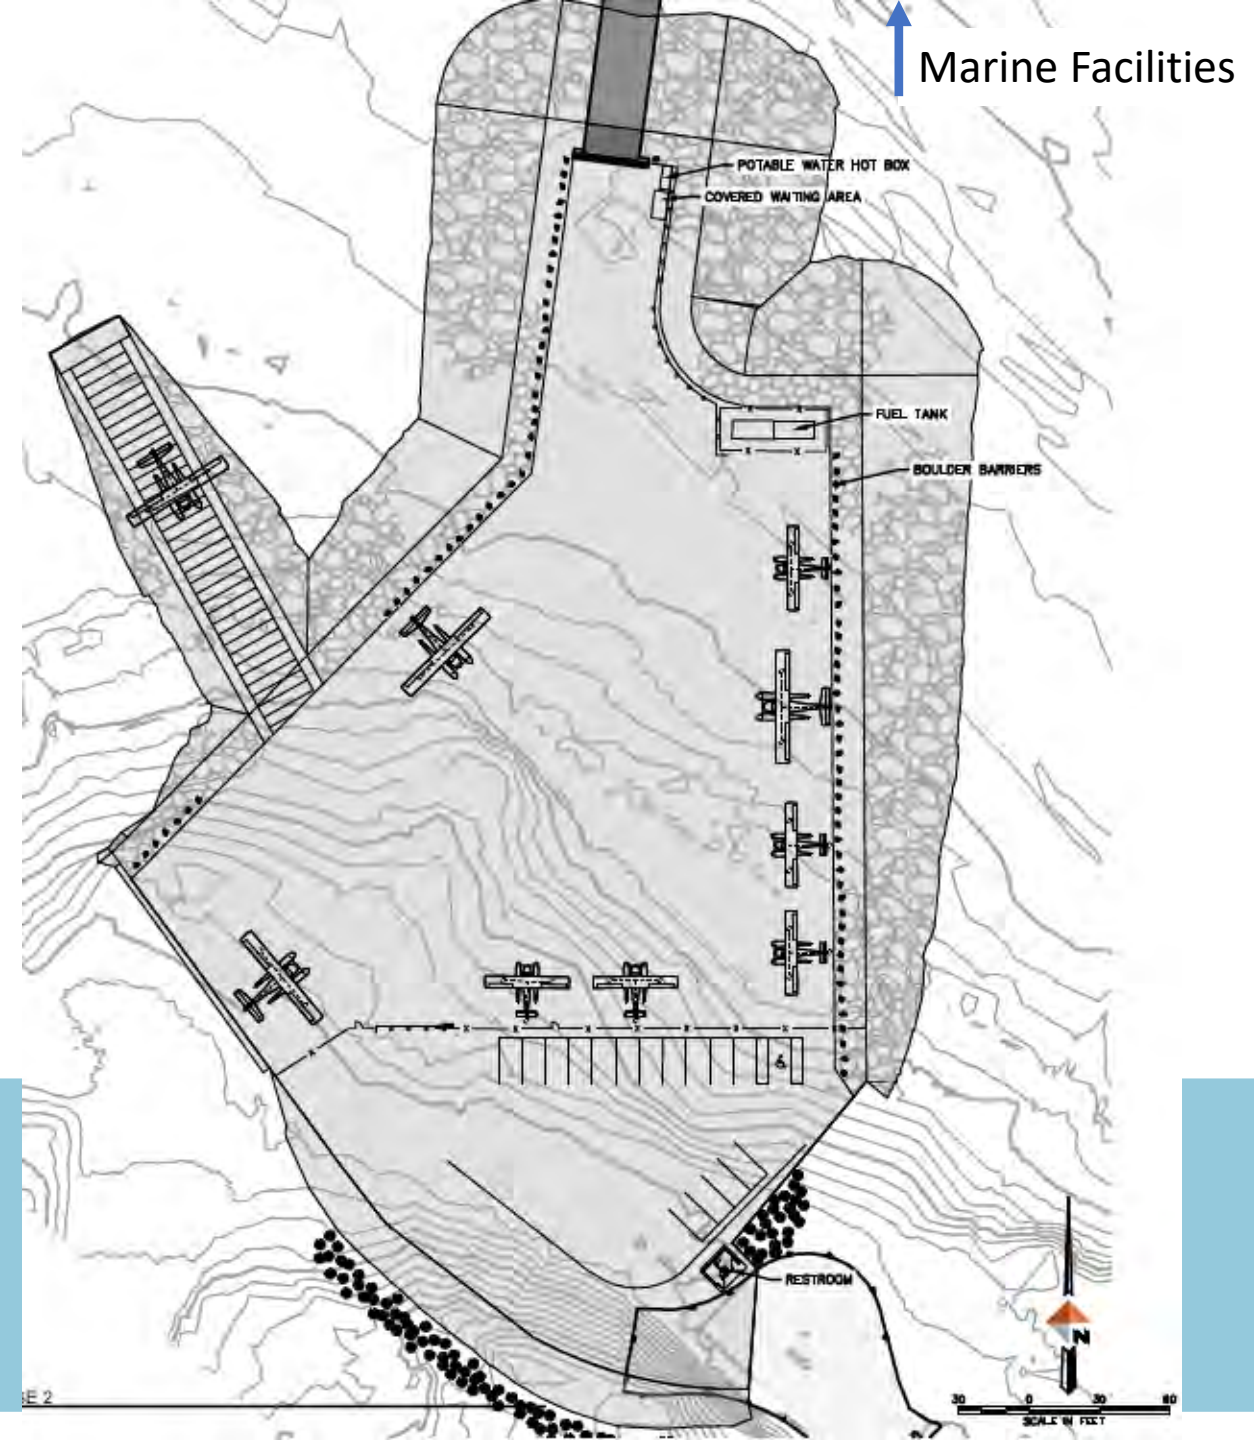 Marine Facilities
POTABLE WATER HOT BOX
COVERED WAITING AREA
FUEL TANK
BOULDER BARRIERS
RESTROOM
N
E 2
30 0 30 60
SCALE IN FEET